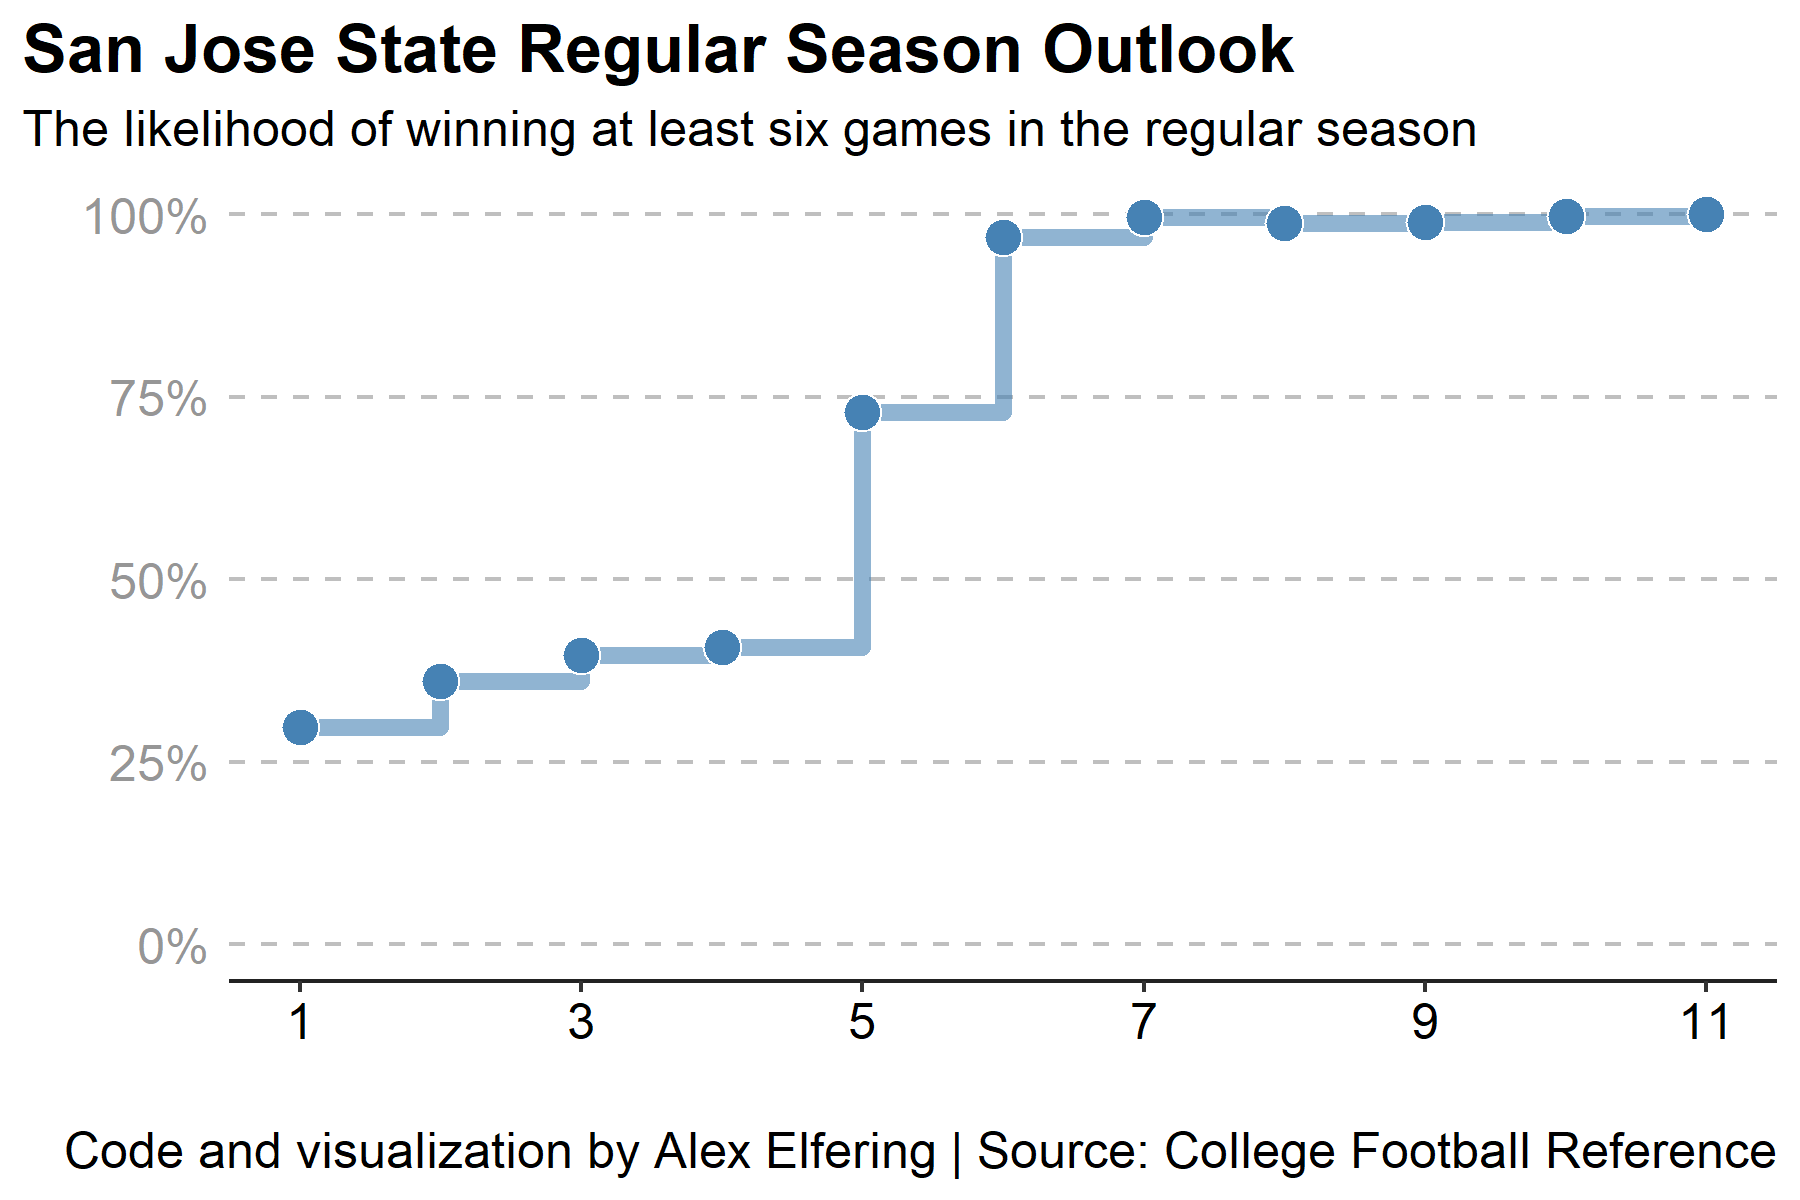 San Jose State Regular Season Outlook
The likelihood of winning at least six games in the regular season
100%
75%
50%
25%
0%
1 3 5 7 9 11
Code and visualization by Alex Elfering | Source: College Football Reference